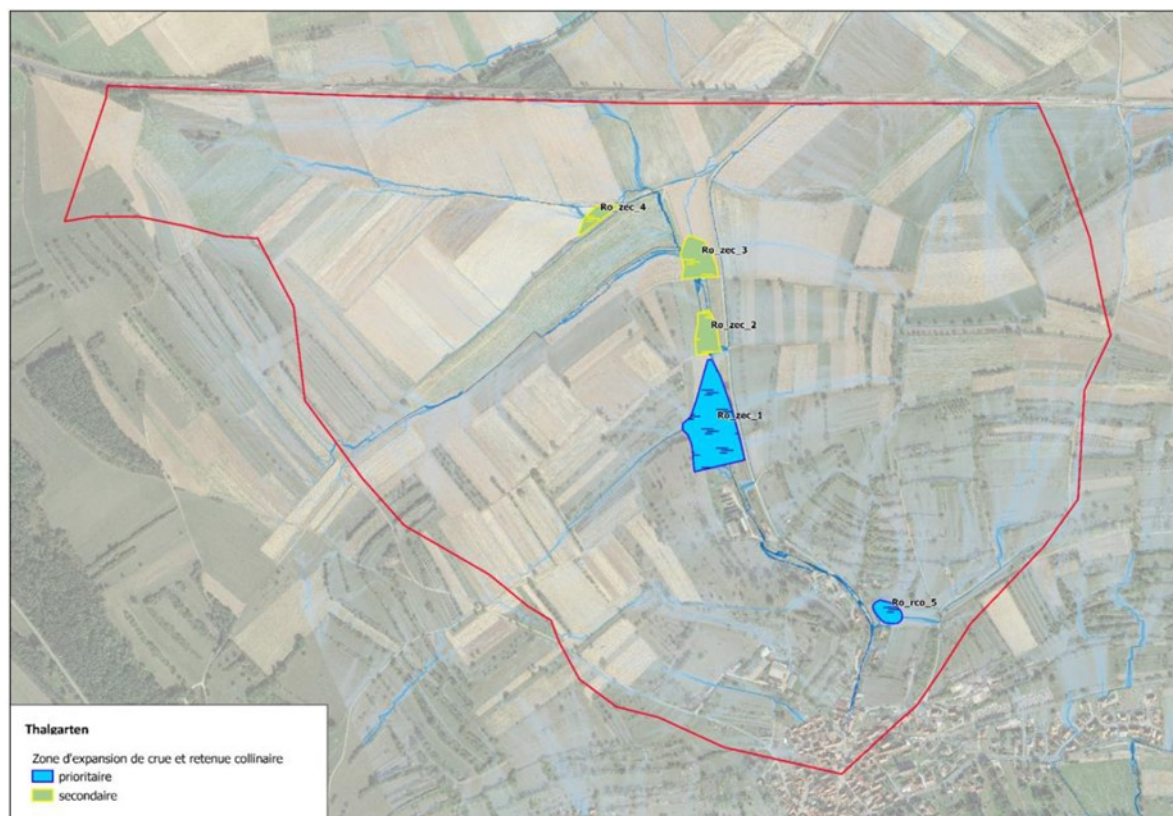 Ro_zec_4
Ro_zec_3
Ro_zec_2
Ro_zec_1
Ro_rco_5
Thalgarten
Zone d'expansion de crue et retenue collinaire
prioritaire
secondaire